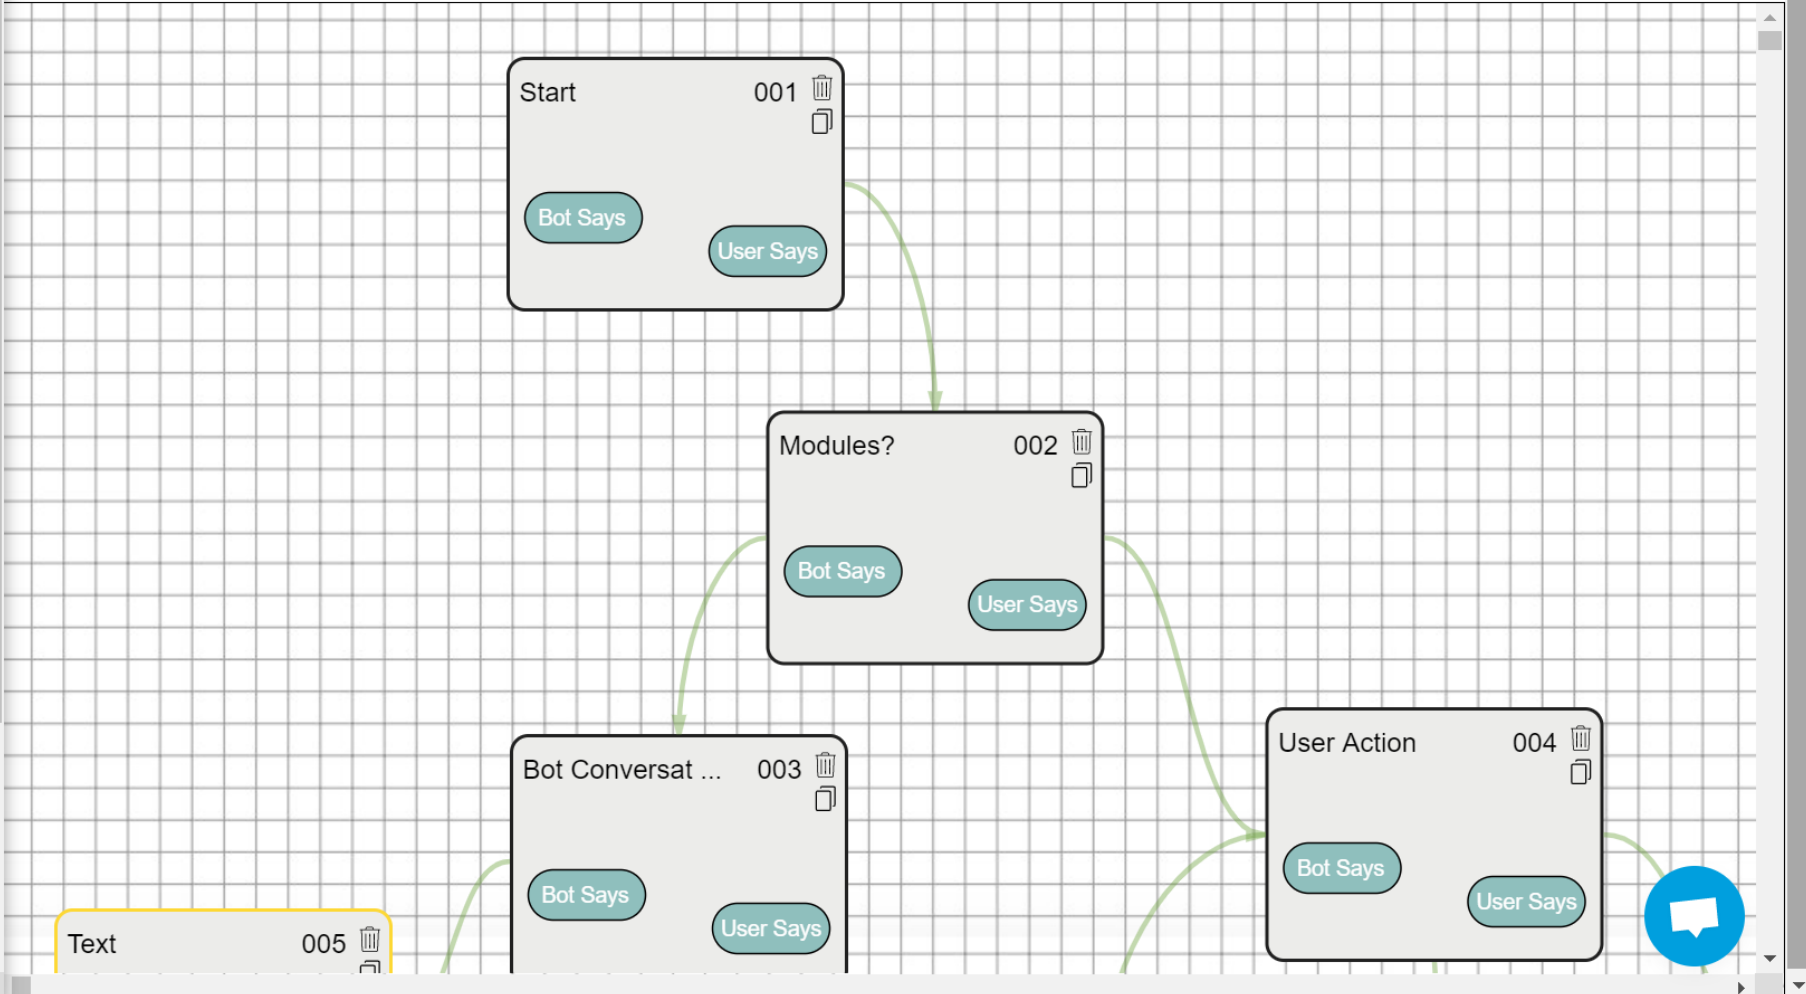 Start 001
Bot Says
User Says
Modules? 002
Bot Says
User Says
User Action 004
Bot Conversat ... 003
Bot Says
Bot Says
User Says
User Says
Text 005